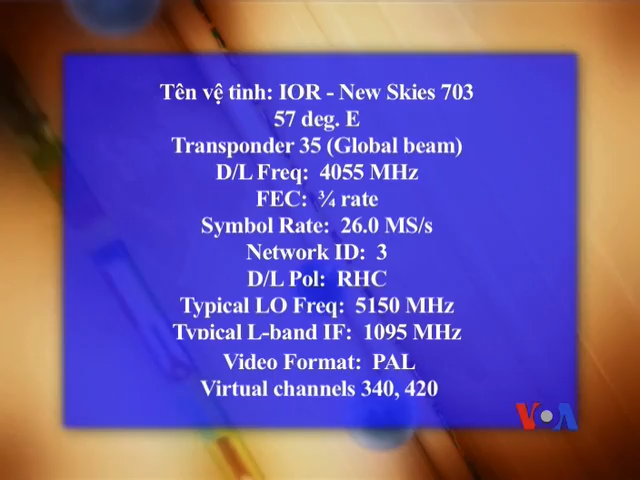 Tên vệ tinh: IOR - New Skies 703
57 deg. E
Transponder 35 (Global beam)
D/L Freq: 4055 MHz
FEC: ¾ rate
Symbol Rate: 26.0 MS/s
Network ID: 3
D/L Pol: RHC
Typical LO Freq: 5150 MHz
Typical L-band IF: 1095 MHz
Video Format: PAL
Virtual channels 340, 420
VOA